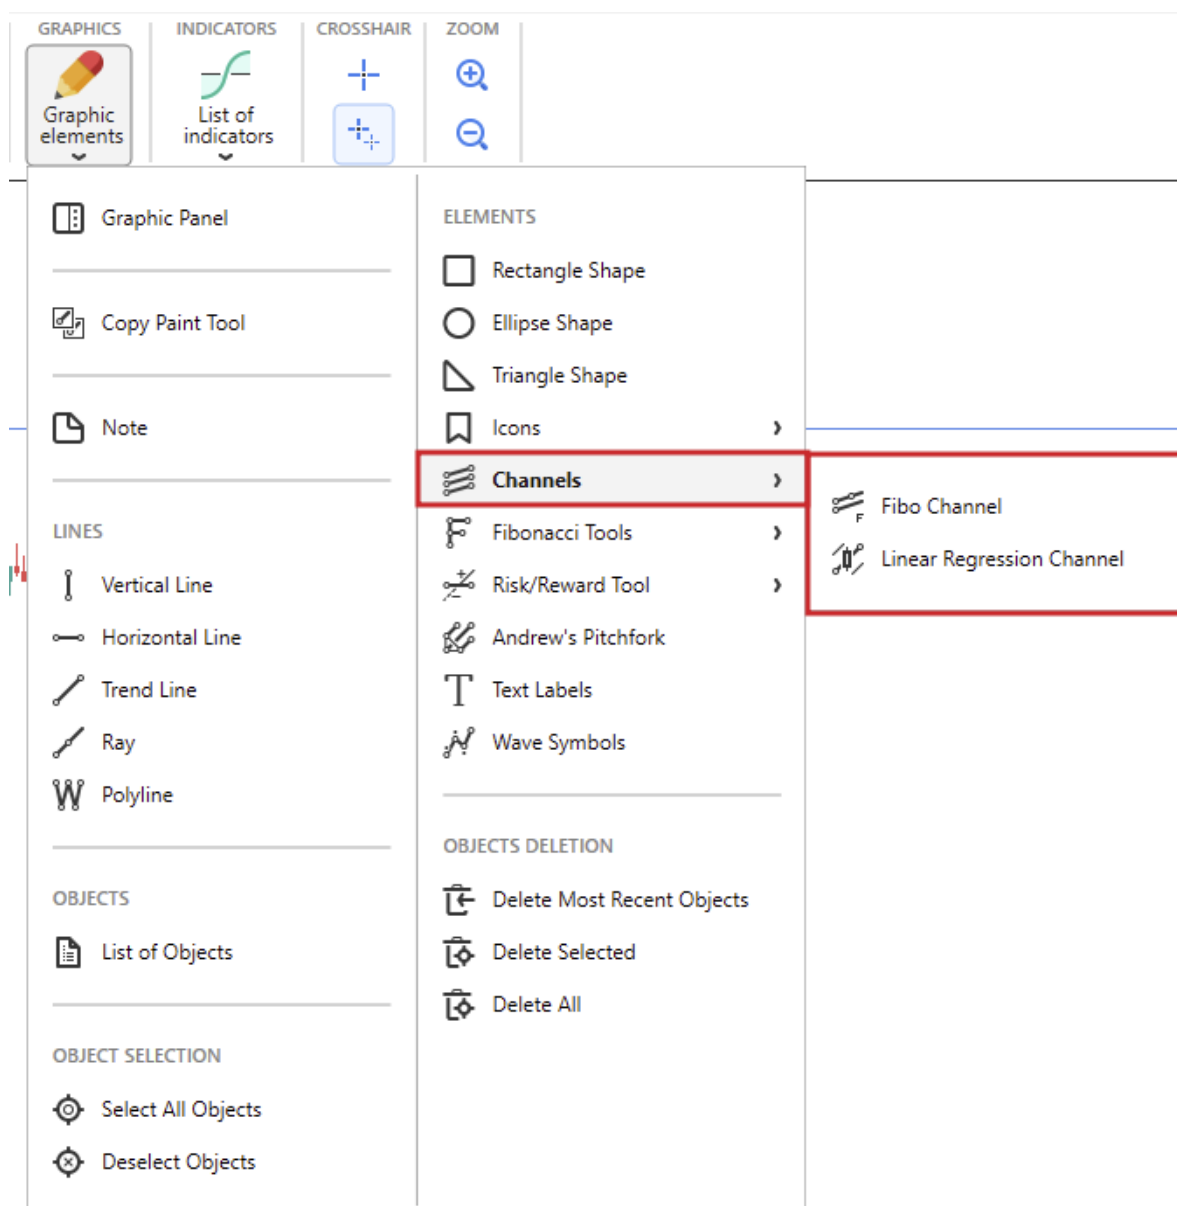 GRAPHICS
INDICATORS
CROSSHAIR
ZOOM
Graphic
elements
List of
indicators
Graphic Panel
Copy Paint Tool
Note
LINES
Vertical Line
Horizontal Line
Trend Line
Ray
Polyline
OBJECTS
List of Objects
OBJECT SELECTION
Select All Objects
Deselect Objects
ELEMENTS
Rectangle Shape
Ellipse Shape
Triangle Shape
Icons
Channels
Fibonacci Tools
Risk/Reward Tool
Andrew's Pitchfork
Text Labels
Wave Symbols
OBJECTS DELETION
Delete Most Recent Objects
Delete Selected
Delete All
Fibo Channel
Linear Regression Channel